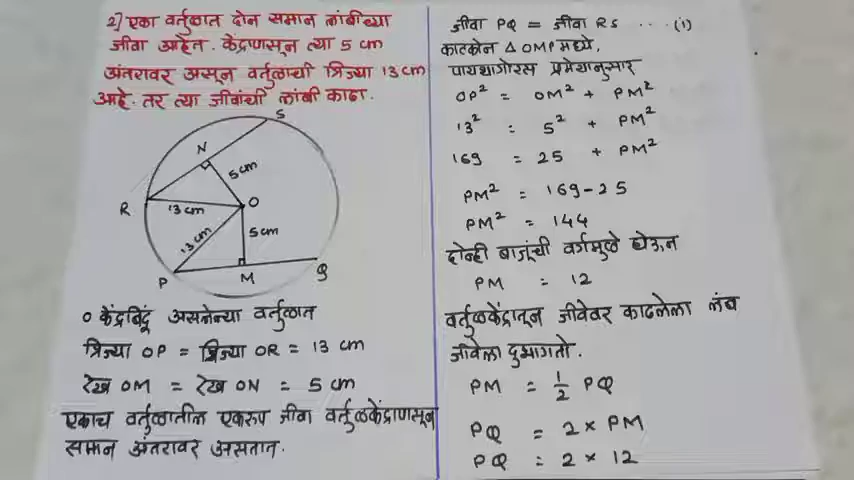 2) एका वर्तुळात दोन समान लांबीच्या
जीवा आहेत. केंद्रापासून त्या 5 cm
अंतरावर असून वर्तुळाची त्रिज्या 13 cm
आहे. तर त्या जीवांची लांबी काढा.
S
N
5 cm
R
13 cm
O
13 cm
5 cm
P
M
Q
O केंद्रबिंदू असलेल्या वर्तुळात
त्रिज्या OP = त्रिज्या OR = 13 cm
रेख OM = रेख ON = 5 cm
एकाच वर्तुळातील एकरूप जीवा वर्तुळकेंद्रापासून
समान अंतरावर असतात.
जीवा PQ = जीवा RS ... (1)
काटकोन △ OMP मध्ये,
पायथागोरस प्रमेयानुसार
OP² = OM² + PM²
13² = 5² + PM²
169 = 25 + PM²
PM² = 169-25
PM² = 144
दोन्ही बाजूंची वर्गमुळे घेऊन
PM = 12
वर्तुळकेंद्रातून जीवेवर काढलेला लंब
जीवेला दुभागतो.
PM = 1/2 PQ
PQ = 2 × PM
PQ = 2 × 12